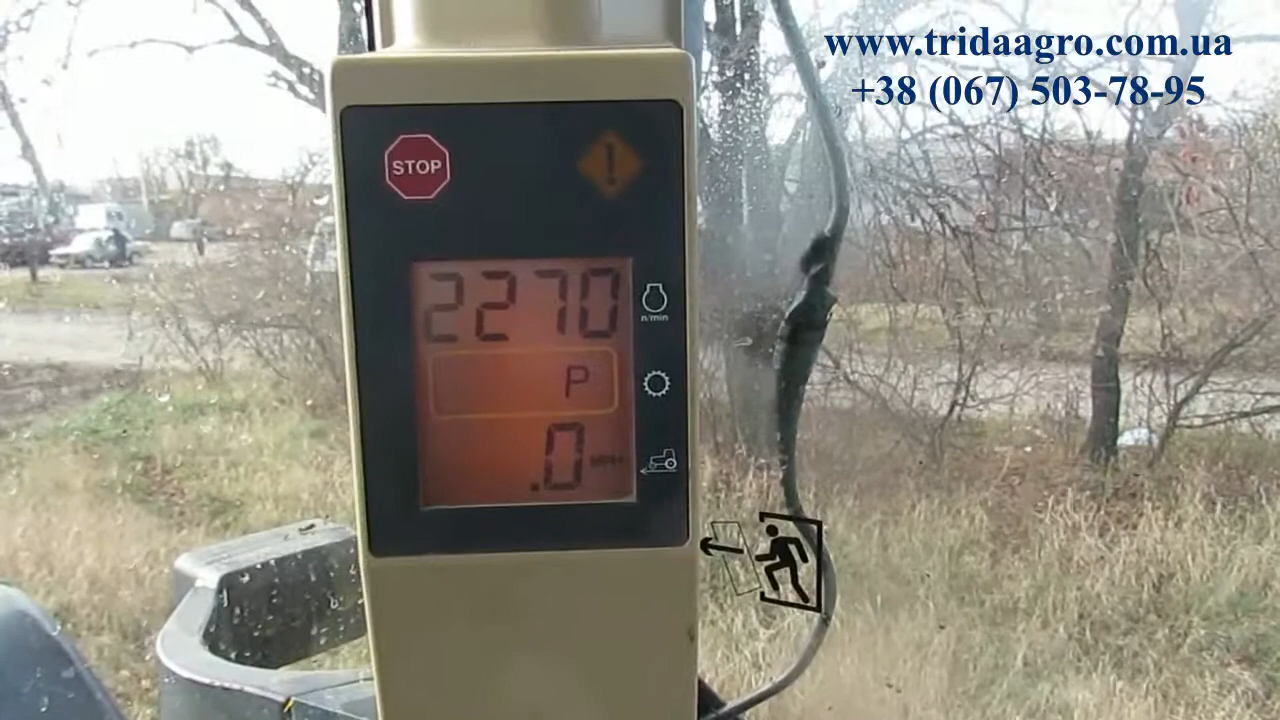 www.tridaagro.com.ua
+38 (067) 503-78-95
STOP
2270
n/min
P
.0